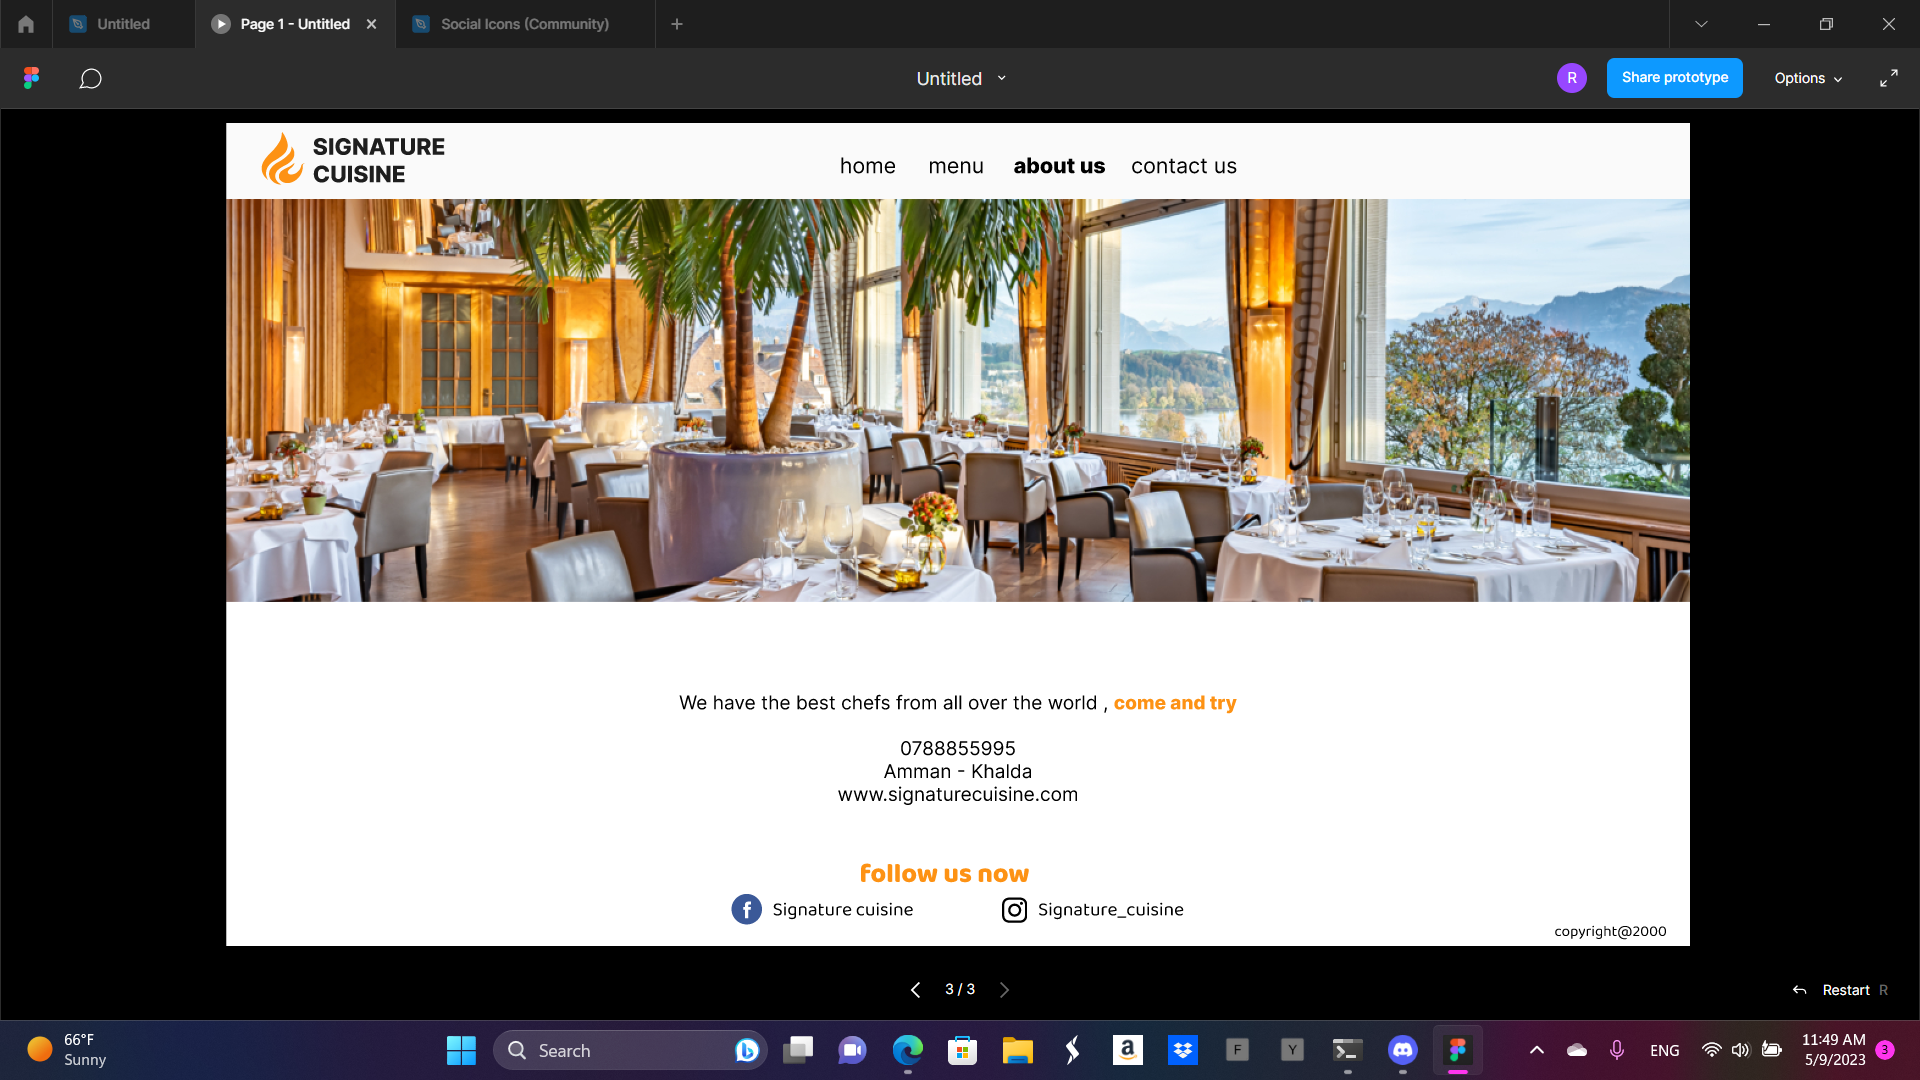 Untitled
Page 1 - Untitled
Social Icons (Community)
Untitled
R
Share prototype
Options
SIGNATURE
CUISINE
home menu about us contact us
We have the best chefs from all over the world , come and try
0788855995
Amman - Khalda
www.signaturecuisine.com
follow us now
Signature cuisine
Signature_cuisine
copyright@2000
3 / 3
Restart R
66°F
Sunny
Search
a
F
Y
ENG
11:49 AM
5/9/2023
3